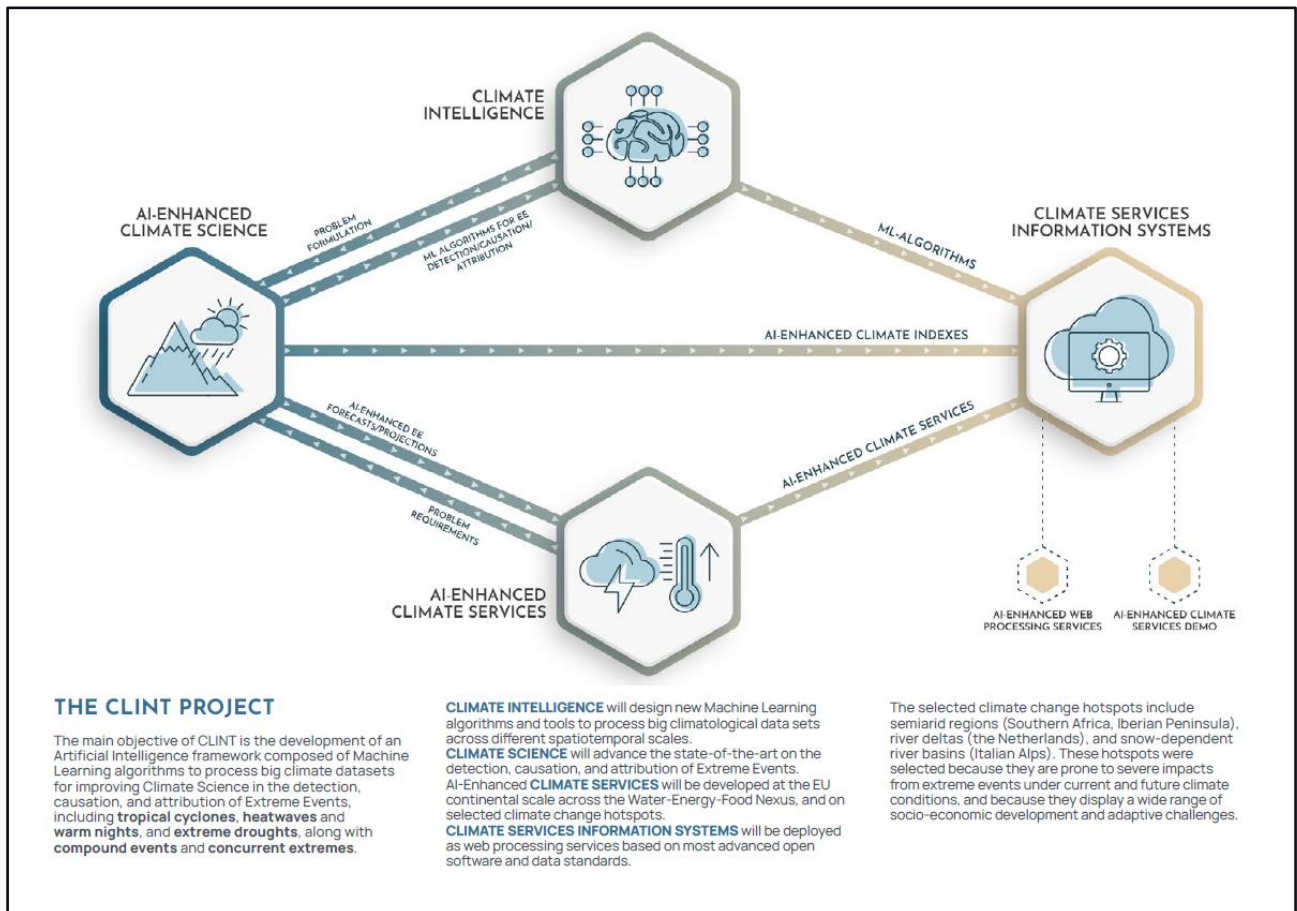 CLIMATE
INTELLIGENCE
AI-ENHANCED
CLIMATE SCIENCE
CLIMATE SERVICES
INFORMATION SYSTEMS
PROBLEM
FORMULATION
ML ALGORITHMS FOR EE
DETECTION/CAUSATION/
ATTRIBUTION
ML-ALGORITHMS
AI-ENHANCED CLIMATE INDEXES
AI-ENHANCED EE
FORECASTS/PROJECTIONS
PROBLEM
REQUIREMENTS
AI-ENHANCED CLIMATE SERVICES
AI-ENHANCED
CLIMATE SERVICES
AI-ENHANCED WEB
PROCESSING SERVICES
AI-ENHANCED CLIMATE
SERVICES DEMO
THE CLINT PROJECT
The main objective of CLINT is the development of an
Artificial Intelligence framework composed of Machine
Learning algorithms to process big climate datasets
for improving Climate Science in the detection,
causation, and attribution of Extreme Events,
including tropical cyclones, heatwaves and
warm nights, and extreme droughts, along with
compound events and concurrent extremes.
CLIMATE INTELLIGENCE will design new Machine Learning
algorithms and tools to process big climatological data sets
across different spatiotemporal scales.
CLIMATE SCIENCE will advance the state-of-the-art on the
detection, causation, and attribution of Extreme Events.
AI-Enhanced CLIMATE SERVICES will be developed at the EU
continental scale across the Water-Energy-Food Nexus, and on
selected climate change hotspots.
CLIMATE SERVICES INFORMATION SYSTEMS will be deployed
as web processing services based on most advanced open
software and data standards.
The selected climate change hotspots include
semiarid regions (Southern Africa, Iberian Peninsula),
river deltas (the Netherlands), and snow-dependent
river basins (Italian Alps). These hotspots were
selected because they are prone to severe impacts
from extreme events under current and future climate
conditions, and because they display a wide range of
socio-economic development and adaptive challenges.